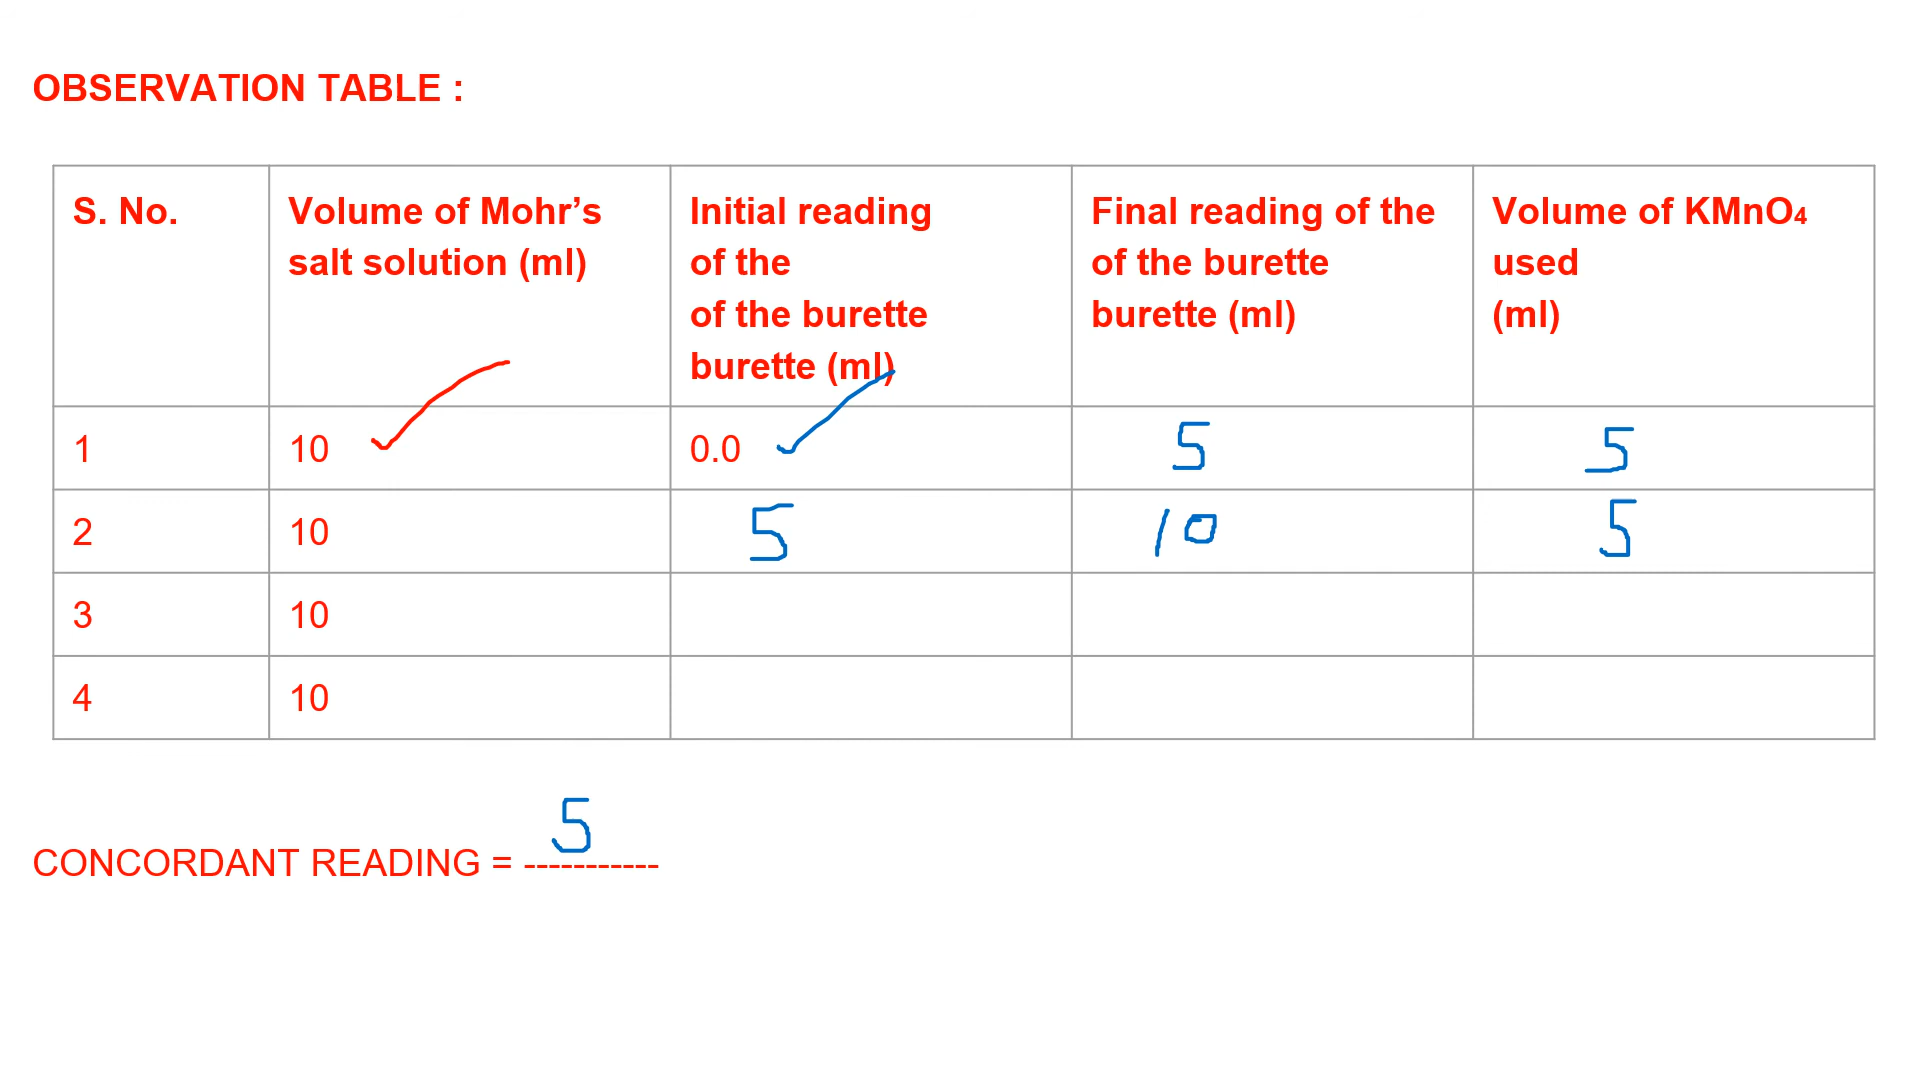 OBSERVATION TABLE :
S. No.
Volume of Mohr’s
salt solution (ml)
Initial reading
of the
of the burette
burette (ml)
Final reading of the
of the burette
burette (ml)
Volume of KMnO₄
used
(ml)
1 10 0.0 5 5
2 10 5 10 5
3 10
4 10
CONCORDANT READING = ----------- 5